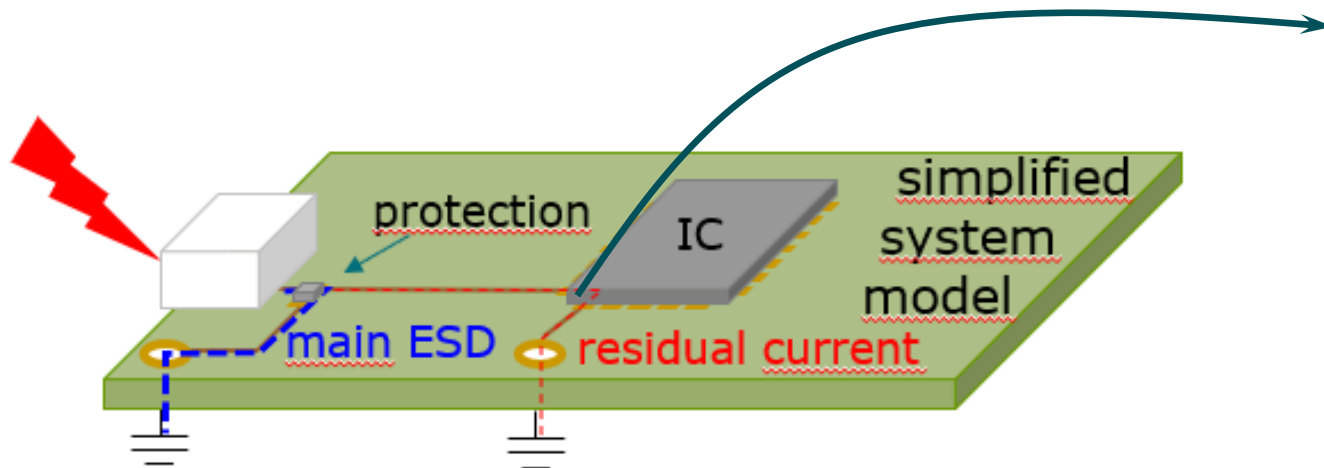 protection
IC
simplified
system
model
main ESD
residual current